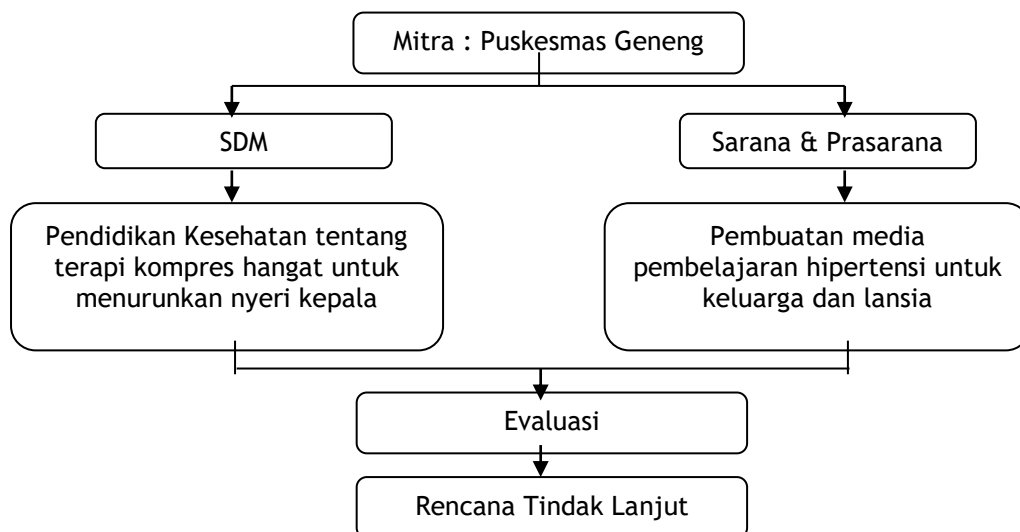 Mitra : Puskesmas Geneng
SDM
Sarana & Prasarana
Pendidikan Kesehatan tentang
terapi kompres hangat untuk
menurunkan nyeri kepala
Pembuatan media
pembelajaran hipertensi untuk
keluarga dan lansia
Evaluasi
Rencana Tindak Lanjut